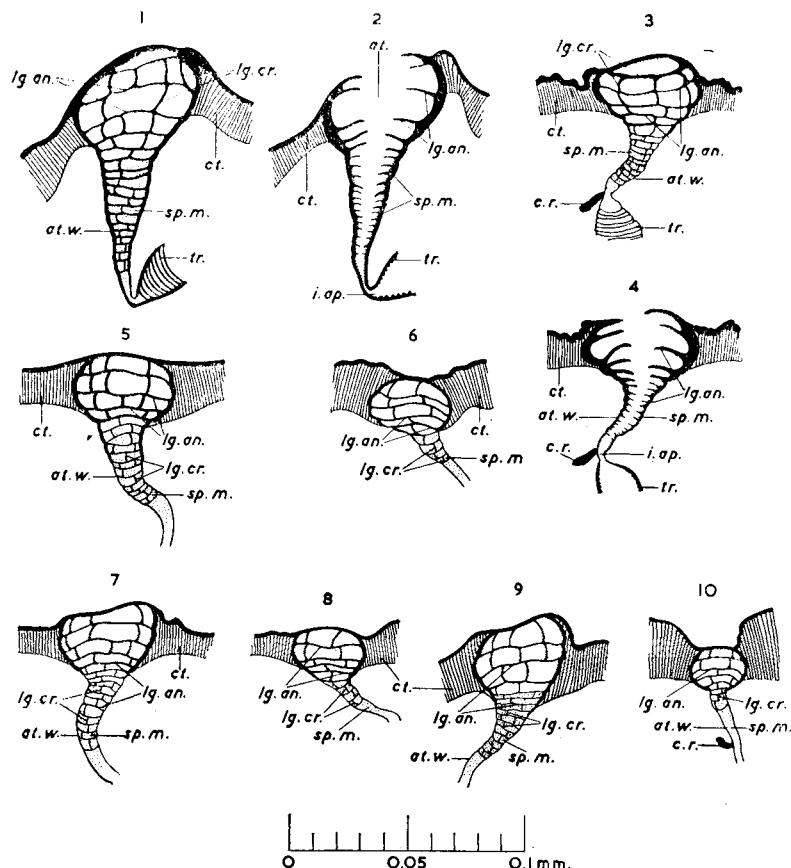 1
2
3
lg.an.
lg.cr.
ct.
sp.m.
at.w.
tr.
at.
lg.an.
ct.
sp.m.
tr.
i.ap.
lg.cr.
ct.
sp.m.
lg.an.
at.w.
c.r.
tr.
4
ct.
lg.an.
at.w.
sp.m.
c.r.
i.ap.
tr.
5
6
ct.
lg.an.
lg.cr.
at.w.
sp.m.
lg.an.
ct.
lg.cr.
sp.m
7
8
9
10
ct.
lg.cr.
lg.an.
at.w.
sp.m.
lg.an.
lg.cr.
sp.m.
ct.
lg.an.
lg.cr.
at.w.
sp.m.
lg.an.
lg.cr.
at.w.
sp.m.
c.r.
0 0.05 0.1mm.